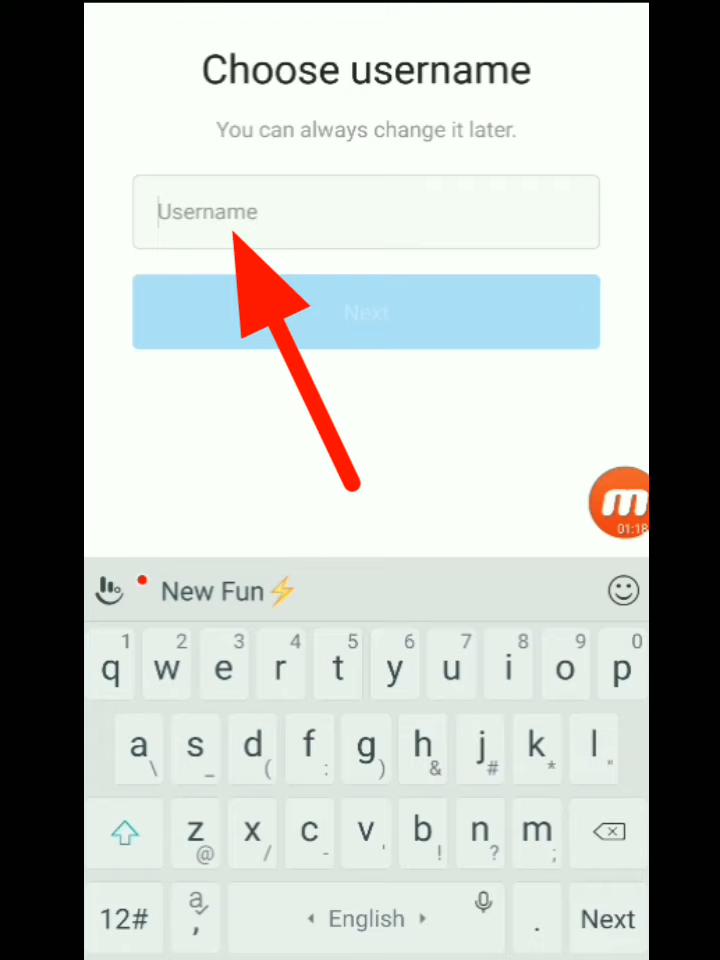 Choose username
You can always change it later.
Username
Next
m
01:18
New Fun⚡
1 2 3 4 5 6 7 8 9 0
q w e r t y u i o p
a s d f g h j k l
\ _ ( : ) & # * "
z x c v b n m
@ / - ' ! ? ;
12# a , English . Next